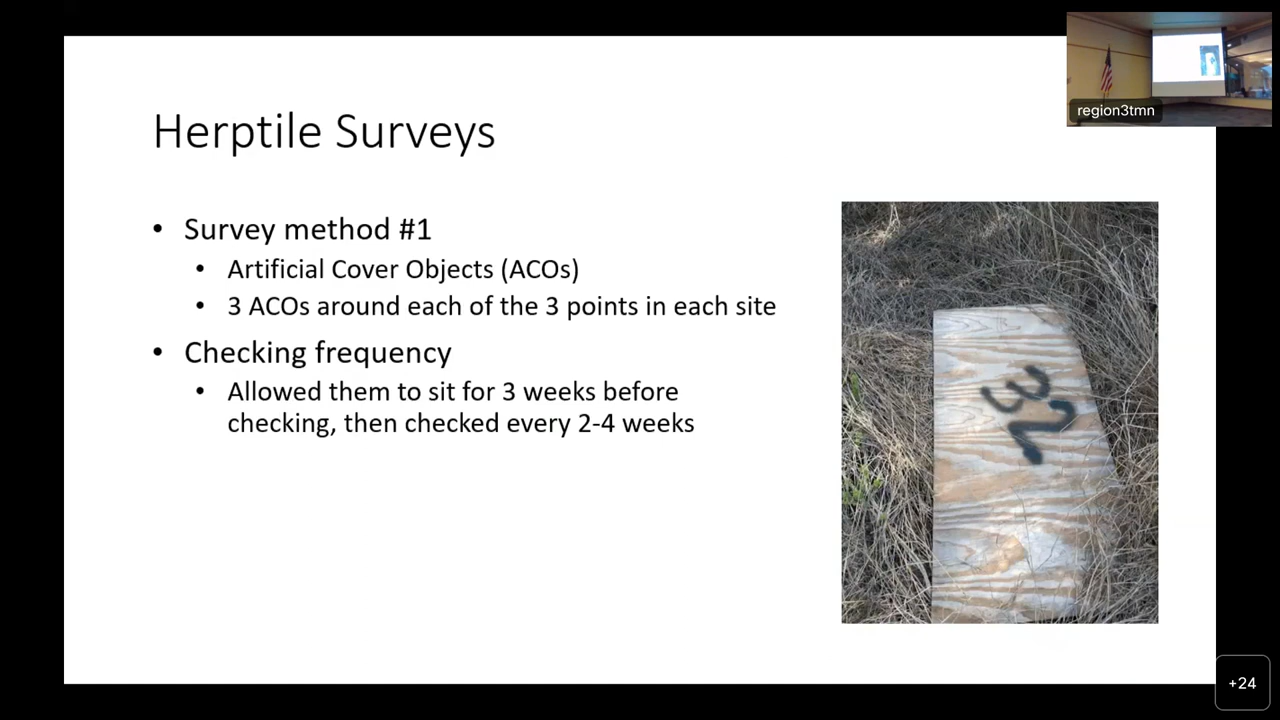 Herptile Surveys
• Survey method #1
• Artificial Cover Objects (ACOs)
• 3 ACOs around each of the 3 points in each site
• Checking frequency
• Allowed them to sit for 3 weeks before
checking, then checked every 2-4 weeks
32
region3tmn
+24